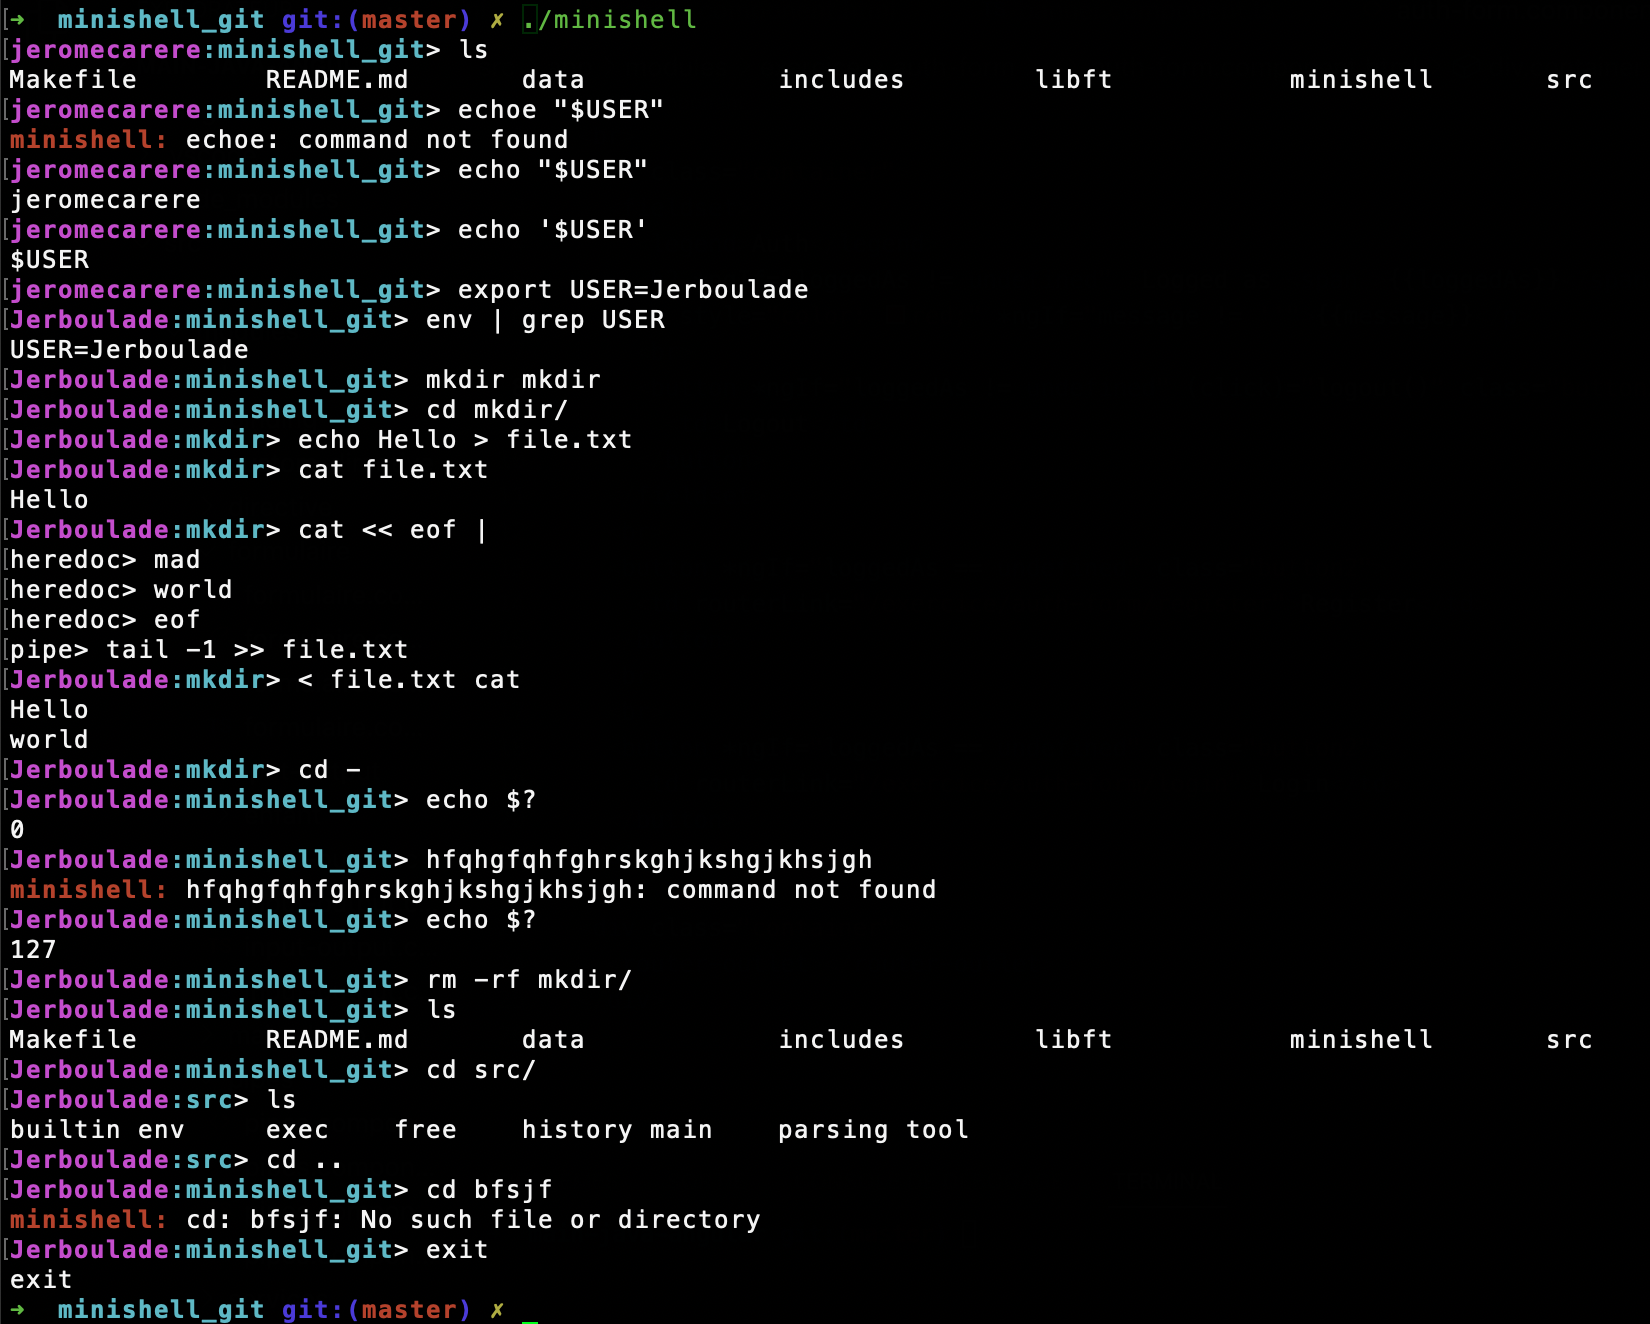 ➜  minishell_git git:(master) ✗ ./minishell
[jeromecarere:minishell_git> ls
Makefile        README.md       data            includes        libft           minishell       src
[jeromecarere:minishell_git> echoe "$USER"
minishell: echoe: command not found
[jeromecarere:minishell_git> echo "$USER"
jeromecarere
[jeromecarere:minishell_git> echo '$USER'
$USER
[jeromecarere:minishell_git> export USER=Jerboulade
[Jerboulade:minishell_git> env | grep USER
USER=Jerboulade
[Jerboulade:minishell_git> mkdir mkdir
[Jerboulade:minishell_git> cd mkdir/
[Jerboulade:mkdir> echo Hello > file.txt
[Jerboulade:mkdir> cat file.txt
Hello
[Jerboulade:mkdir> cat << eof |
[heredoc> mad
[heredoc> world
[heredoc> eof
[pipe> tail -1 >> file.txt
[Jerboulade:mkdir> < file.txt cat
Hello
world
[Jerboulade:mkdir> cd -
[Jerboulade:minishell_git> echo $?
0
[Jerboulade:minishell_git> hfqhgfqhfghrskghjkshgjkhsjgh
minishell: hfqhgfqhfghrskghjkshgjkhsjgh: command not found
[Jerboulade:minishell_git> echo $?
127
[Jerboulade:minishell_git> rm -rf mkdir/
[Jerboulade:minishell_git> ls
Makefile        README.md       data            includes        libft           minishell       src
[Jerboulade:minishell_git> cd src/
[Jerboulade:src> ls
builtin env     exec    free    history main    parsing tool
[Jerboulade:src> cd ..
[Jerboulade:minishell_git> cd bfsjf
minishell: cd: bfsjf: No such file or directory
[Jerboulade:minishell_git> exit
exit
➜  minishell_git git:(master) ✗